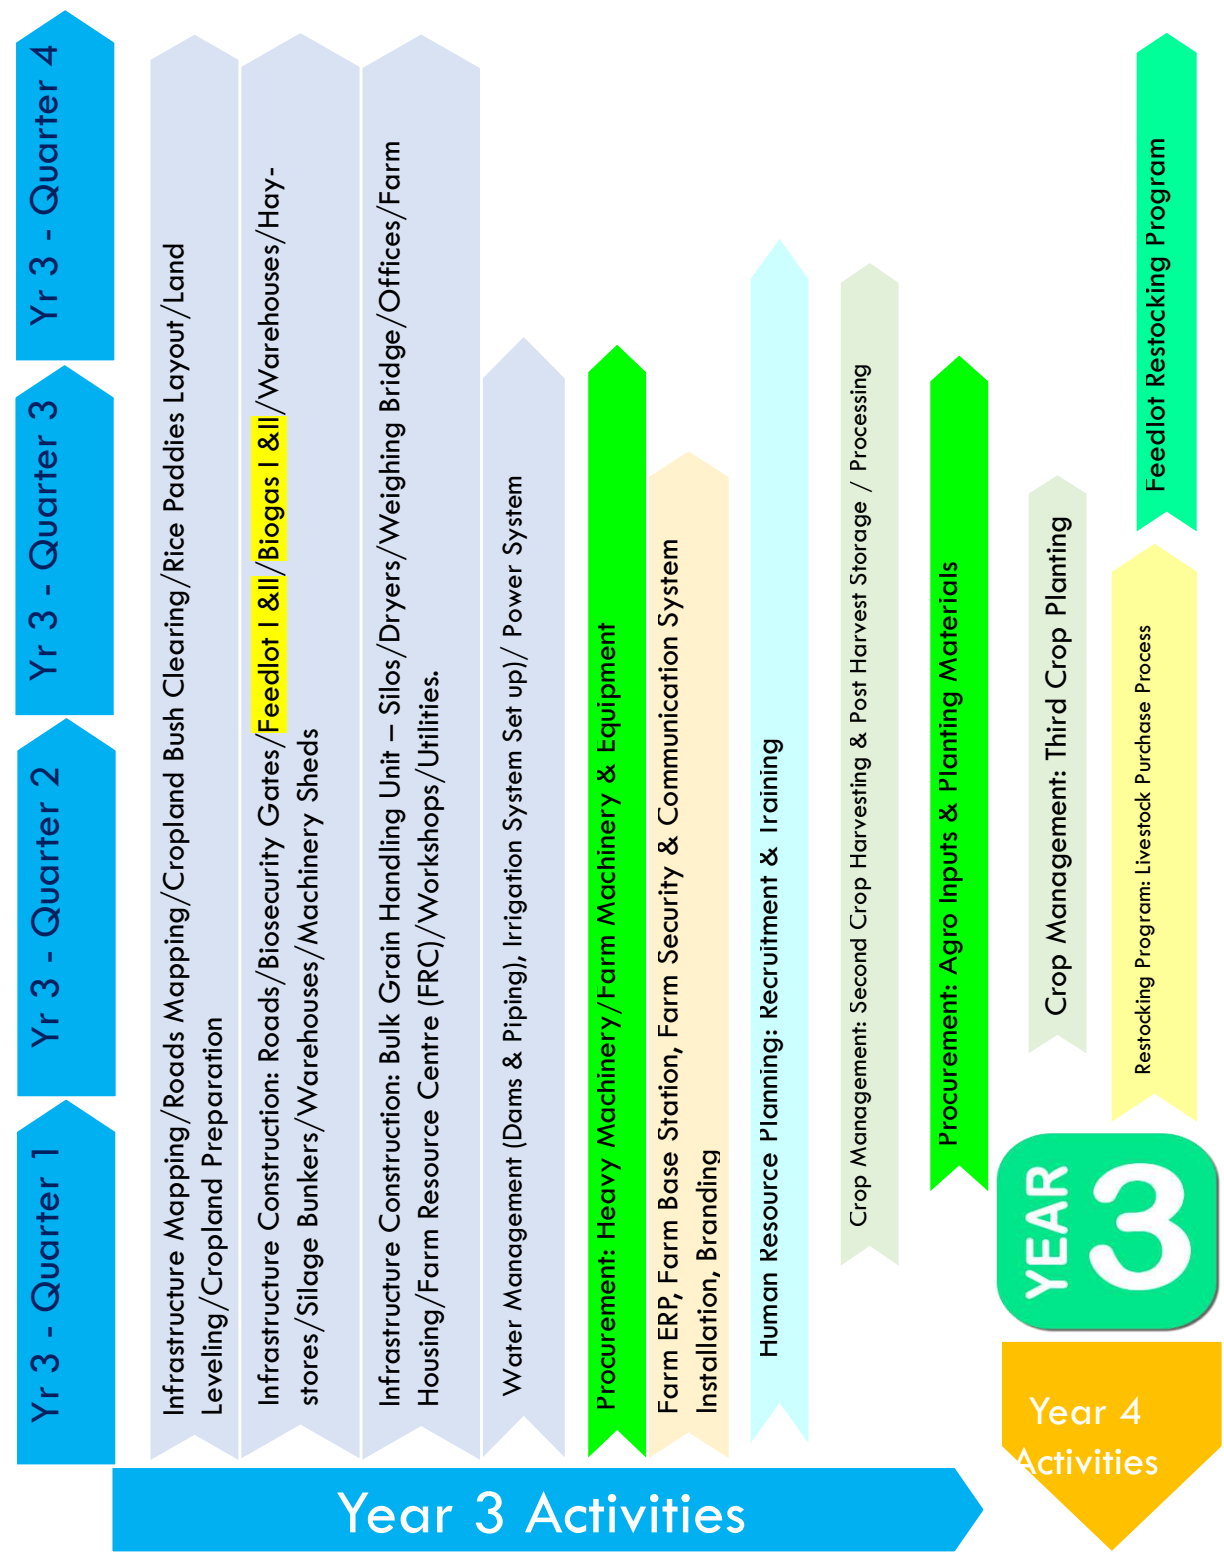 Yr 3 - Quarter 1
Yr 3 - Quarter 2
Yr 3 - Quarter 3
Yr 3 - Quarter 4
Infrastructure Mapping/Roads Mapping/Cropland Bush Clearing/Rice Paddies Layout/Land
Leveling/Cropland Preparation
Infrastructure Construction: Roads/Biosecurity Gates/Feedlot I &II/Biogas I &II/Warehouses/Hay-
stores/Silage Bunkers/Warehouses/Machinery Sheds
Infrastructure Construction: Bulk Grain Handling Unit – Silos/Dryers/Weighing Bridge/Offices/Farm
Housing/Farm Resource Centre (FRC)/Workshops/Utilities.
Water Management (Dams & Piping), Irrigation System Set up)/ Power System
Procurement: Heavy Machinery/Farm Machinery & Equipment
Farm ERP, Farm Base Station, Farm Security & Communication System
Installation, Branding
Human Resource Planning: Recruitment & Training
Crop Management: Second Crop Harvesting & Post Harvest Storage / Processing
Procurement: Agro Inputs & Planting Materials
Crop Management: Third Crop Planting
Restocking Program: Livestock Purchase Process
Feedlot Restocking Program
YEAR
3
Year 4
Activities
Year 3 Activities